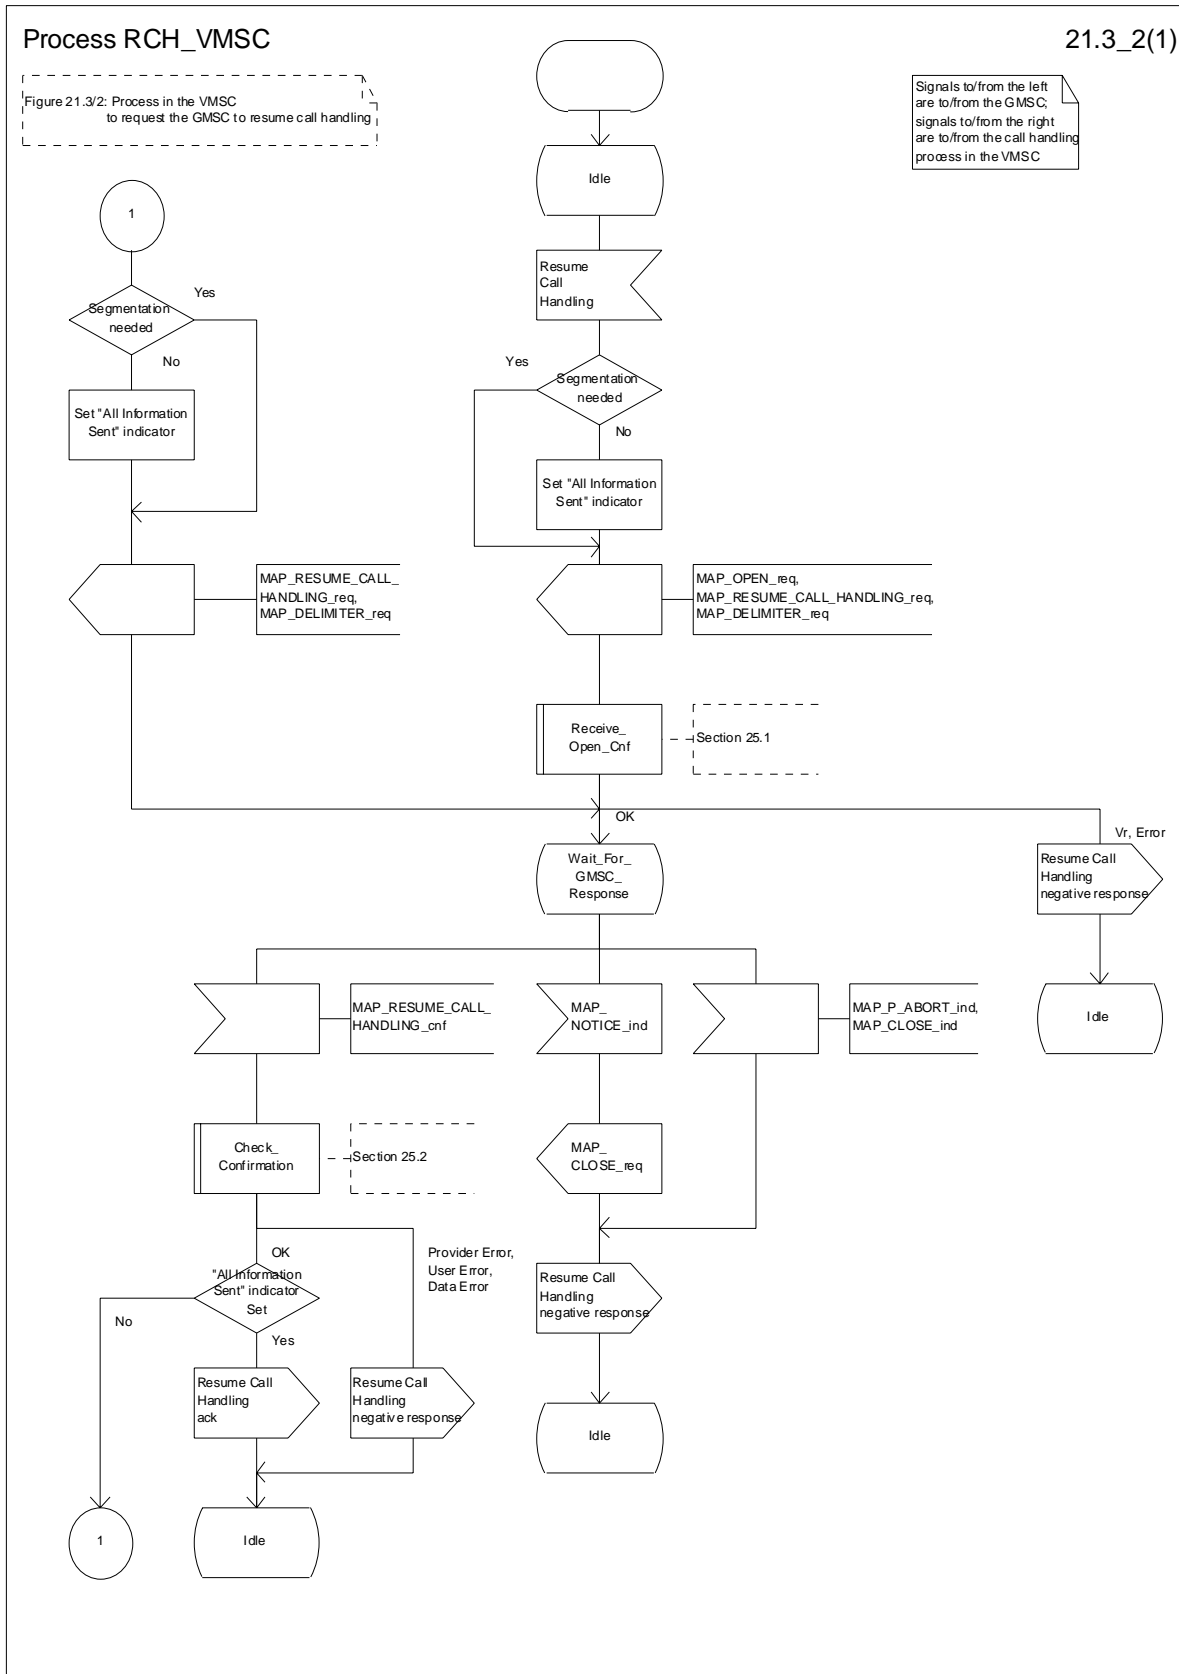 Process RCH_VMSC
21.3_2(1)
Figure 21.3/2: Process in the VMSC
to request the GMSC to resume call handling
Signals to/from the left
are to/from the GMSC;
signals to/from the right
are to/from the call handling
process in the VMSC
Idle
1
Resume
Call
Handling
Segmentation
needed
Yes
No
Set "All Information
Sent" indicator
Yes
Segmentation
needed
No
Set "All Information
Sent" indicator
MAP_RESUME_CALL_
HANDLING_req,
MAP_DELIMITER_req
MAP_OPEN_req,
MAP_RESUME_CALL_HANDLING_req,
MAP_DELIMITER_req
Receive_
Open_Cnf
Section 25.1
OK
Vr, Error
Wait_For_
GMSC_
Response
Resume Call
Handling
negative response
MAP_RESUME_CALL_
HANDLING_cnf
MAP_
NOTICE_ind
MAP_P_ABORT_ind,
MAP_CLOSE_ind
Idle
Check_
Confirmation
Section 25.2
MAP_
CLOSE_req
OK
Provider Error,
User Error,
Data Error
"All Information
Sent" indicator
Set
No
Yes
Resume Call
Handling
negative response
Resume Call
Handling
ack
Resume Call
Handling
negative response
Idle
1
Idle